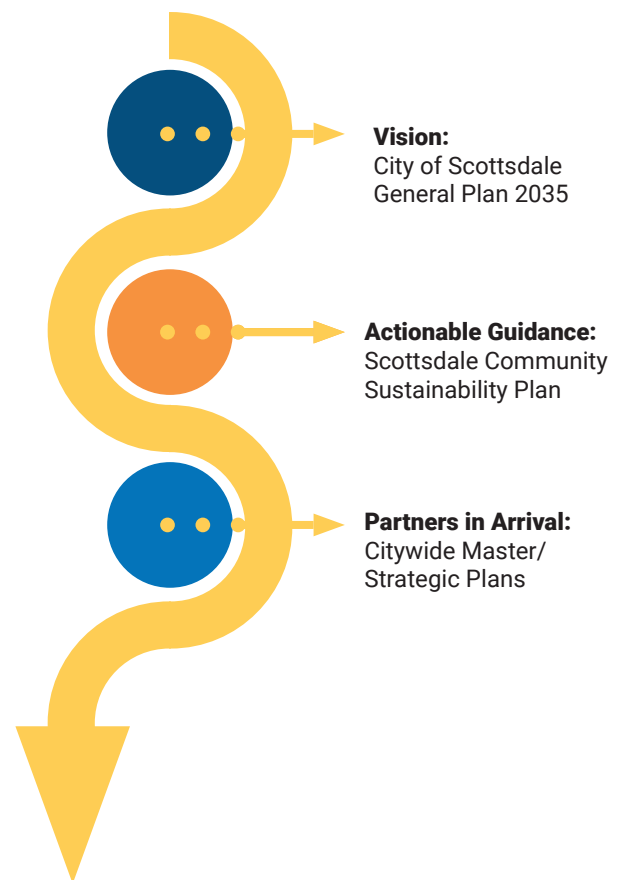 Vision:
City of Scottsdale
General Plan 2035
Actionable Guidance:
Scottsdale Community
Sustainability Plan
Partners in Arrival:
Citywide Master/
Strategic Plans